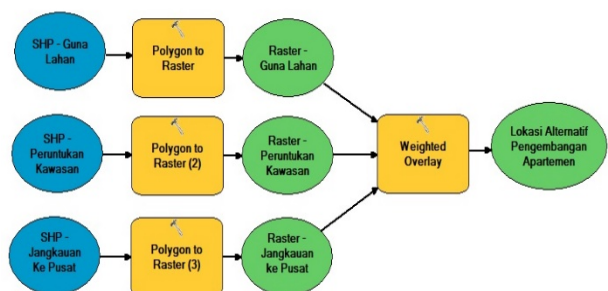 SHP -
Guna
Lahan
Polygon to
Raster
Raster -
Guna Lahan
SHP -
Peruntukan
Kawasan
Polygon to
Raster (2)
Raster -
Peruntukan
Kawasan
Weighted
Overlay
Lokasi Alternatif
Pengembangan
Apartemen
SHP -
Jangkauan
Ke Pusat
Polygon to
Raster (3)
Raster -
Jangkauan
ke Pusat